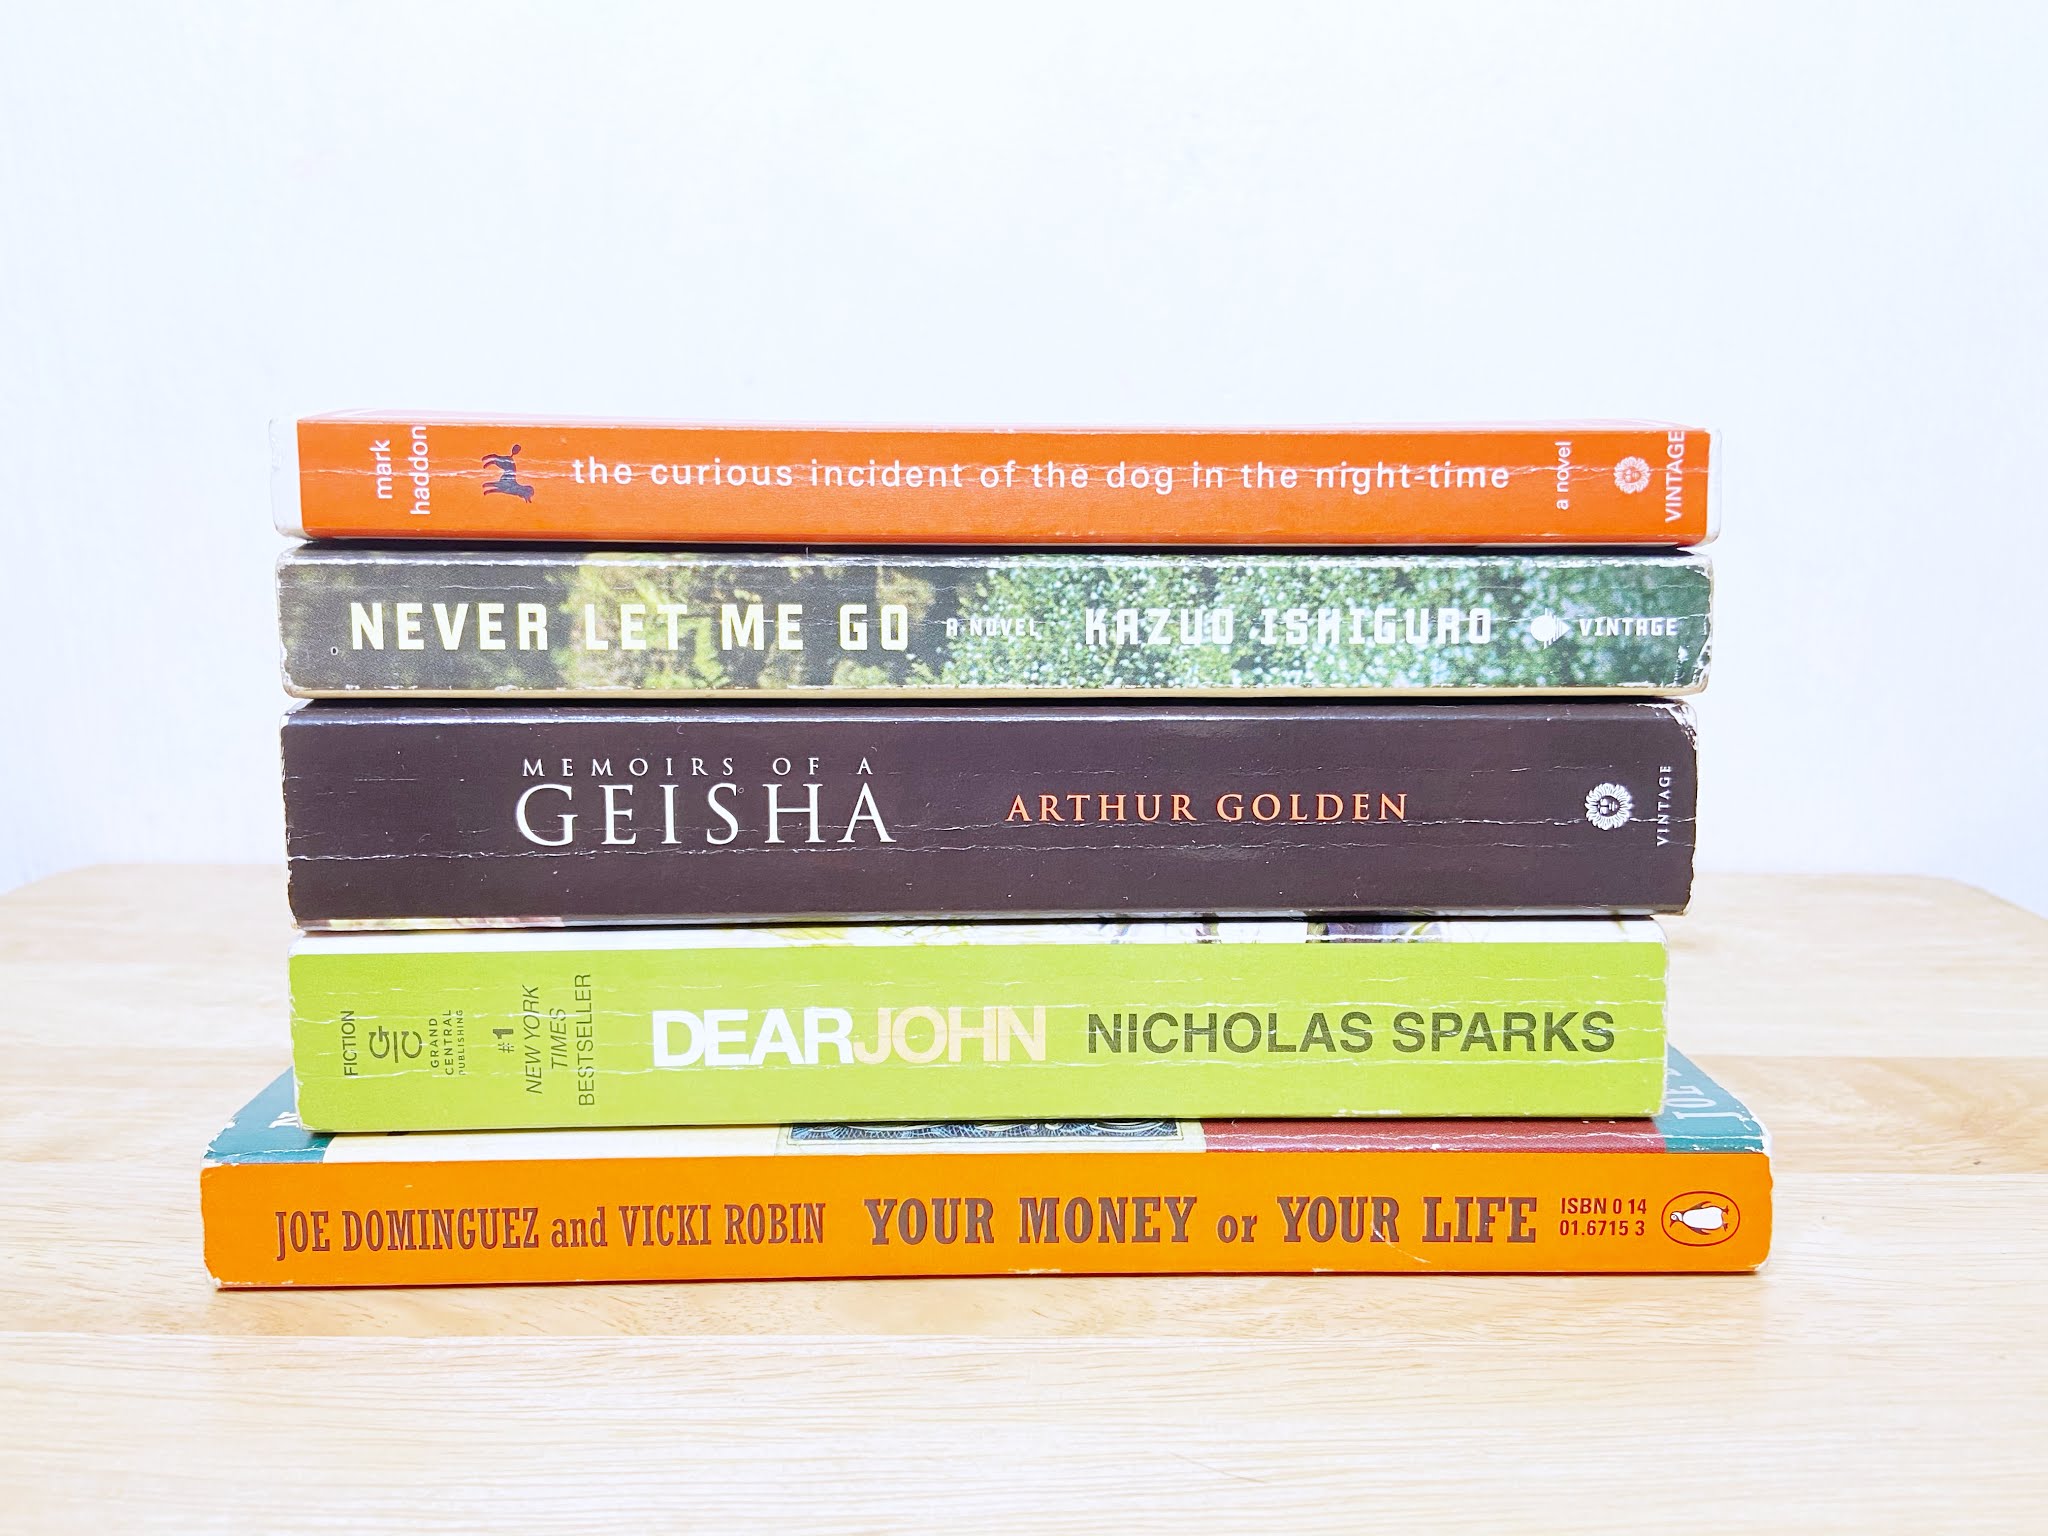 mark
haddon
the curious incident of the dog in the night-time
a novel
VINTAGE
NEVER LET ME GO A NOVEL KAZUO ISHIGURO VINTAGE
MEMOIRS OF A
GEISHA
ARTHUR GOLDEN
VINTAGE
FICTION
GC
GRAND
CENTRAL
PUBLISHING
#1
NEW YORK
TIMES
BESTSELLER
DEARJOHN NICHOLAS SPARKS
JOE DOMINGUEZ and VICKI ROBIN YOUR MONEY or YOUR LIFE
ISBN 0 14
01.6715 3